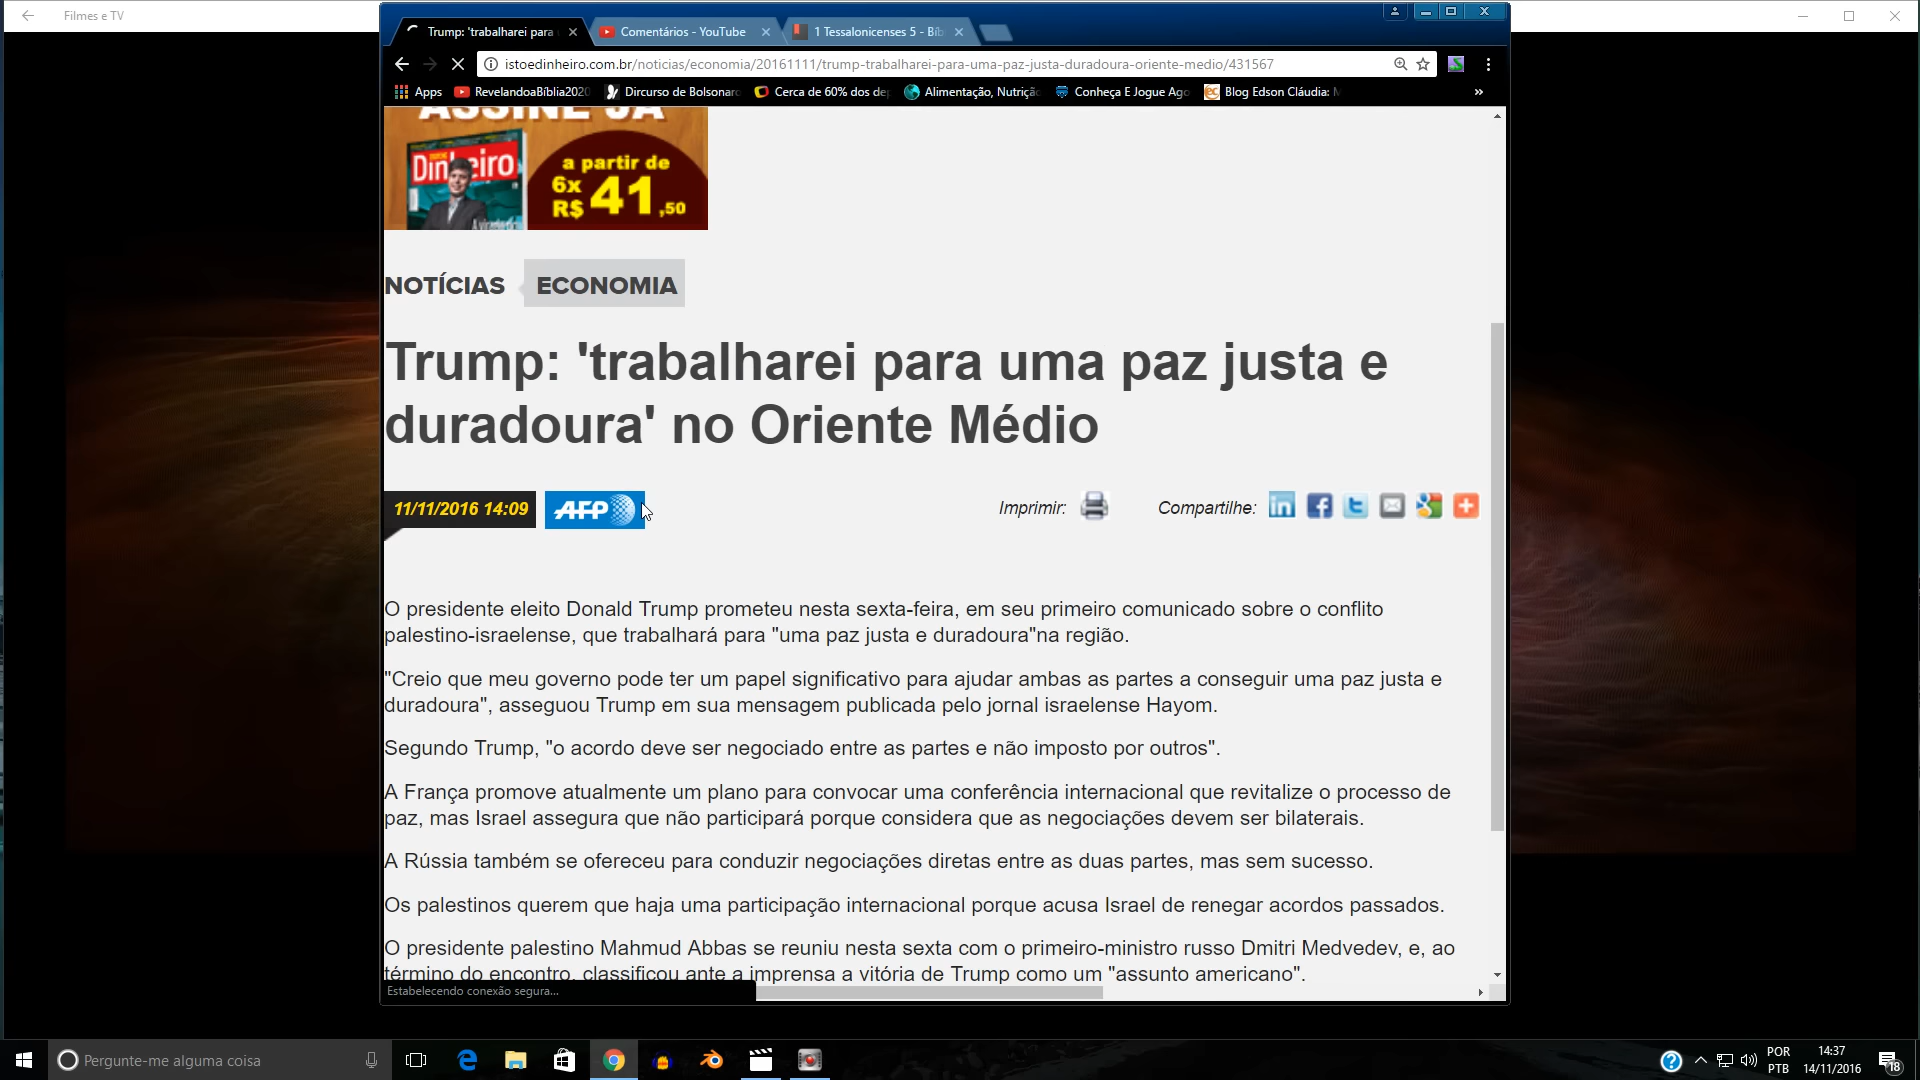 Filmes e TV
Trump: 'trabalharei para
Comentários - YouTube
1 Tessalonicenses 5 - Bíb
istoedinheiro.com.br/noticias/economia/20161111/trump-trabalharei-para-uma-paz-justa-duradoura-oriente-medio/431567
Apps
RevelandoaBíblia2020
Dircurso de Bolsonaro
Cerca de 60% dos de
Alimentação, Nutriçã
Conheça E Jogue Ago
Blog Edson Cláudia:
»
ASSINE JÁ
Dinheiro
a partir de
6x
R$ 41,50
NOTÍCIAS ECONOMIA
Trump: 'trabalharei para uma paz justa e
duradoura' no Oriente Médio
11/11/2016 14:09 AFP
Imprimir: Compartilhe:
O presidente eleito Donald Trump prometeu nesta sexta-feira, em seu primeiro comunicado sobre o conflito
palestino-israelense, que trabalhará para "uma paz justa e duradoura"na região.
"Creio que meu governo pode ter um papel significativo para ajudar ambas as partes a conseguir uma paz justa e
duradoura", asseguou Trump em sua mensagem publicada pelo jornal israelense Hayom.
Segundo Trump, "o acordo deve ser negociado entre as partes e não imposto por outros".
A França promove atualmente um plano para convocar uma conferência internacional que revitalize o processo de
paz, mas Israel assegura que não participará porque considera que as negociações devem ser bilaterais.
A Rússia também se ofereceu para conduzir negociações diretas entre as duas partes, mas sem sucesso.
Os palestinos querem que haja uma participação internacional porque acusa Israel de renegar acordos passados.
O presidente palestino Mahmud Abbas se reuniu nesta sexta com o primeiro-ministro russo Dmitri Medvedev, e, ao
término do encontro, classificou ante a imprensa a vitória de Trump como um "assunto americano".
Estabelecendo conexão segura...
Pergunte-me alguma coisa
POR
PTB
14:37
14/11/2016
18